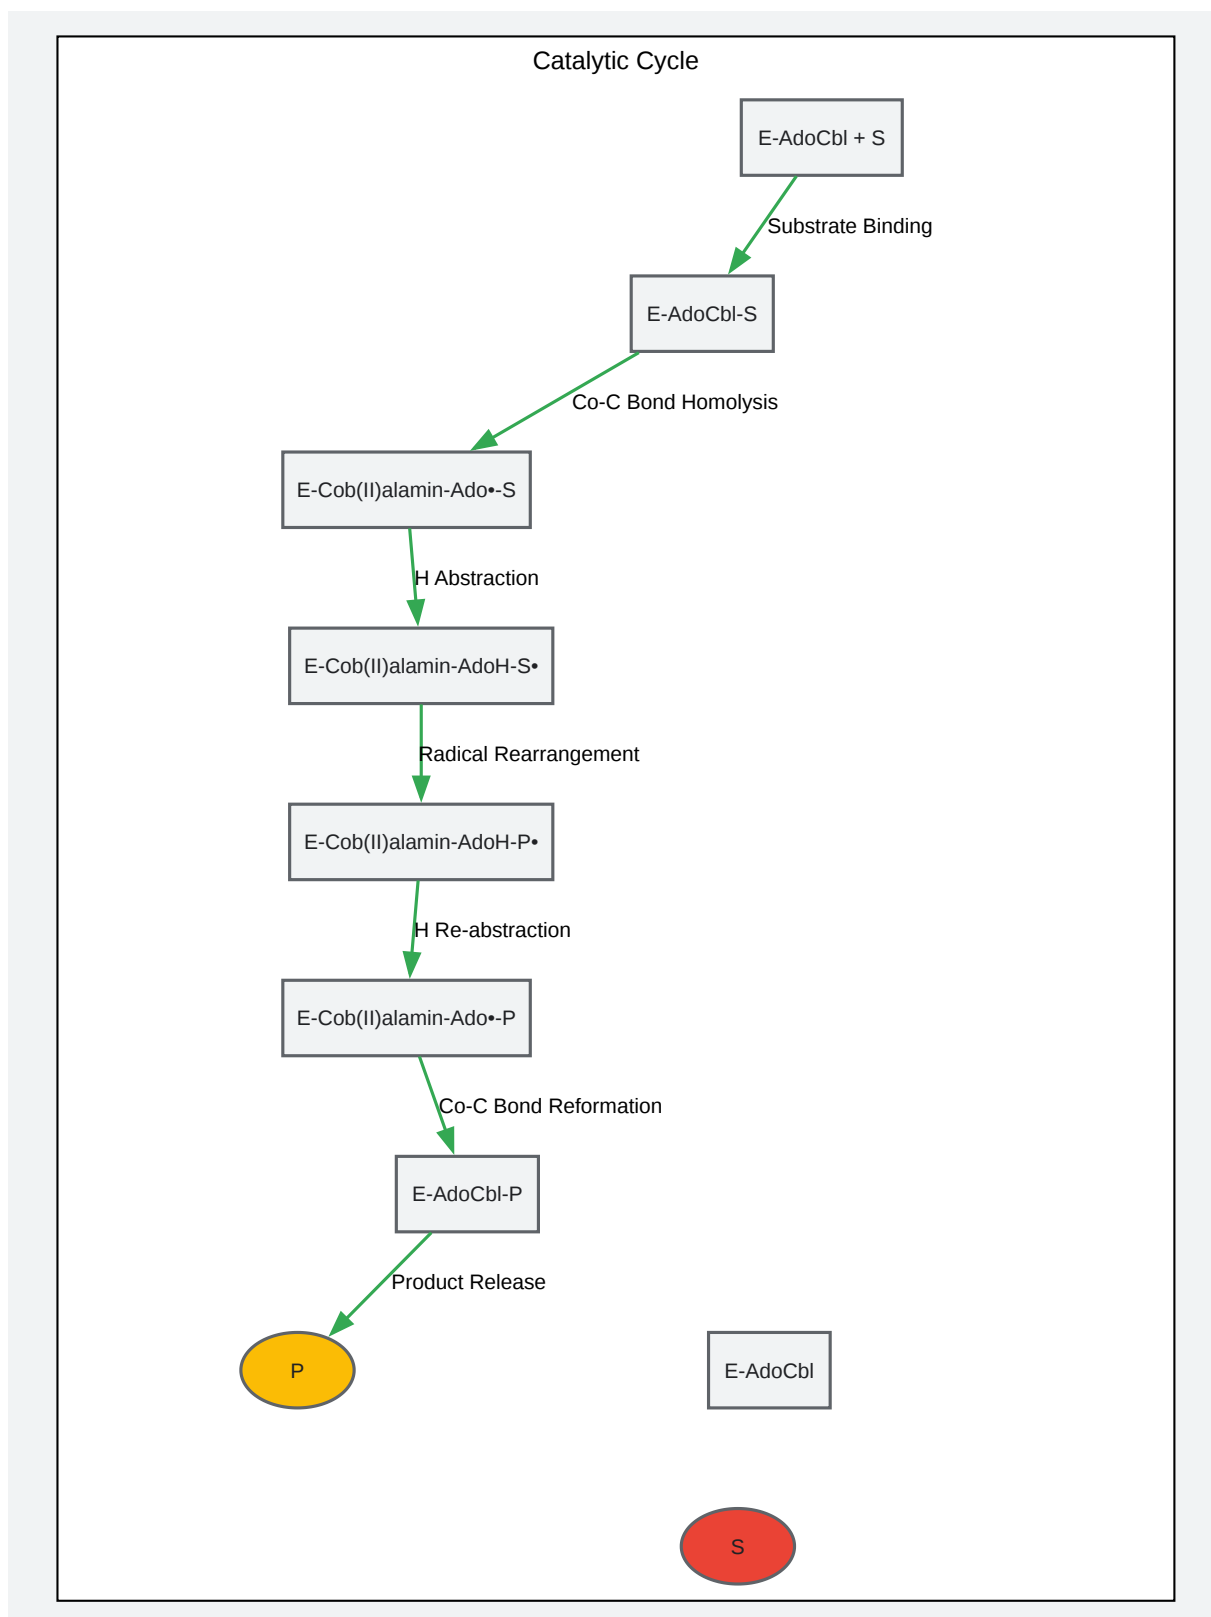 Catalytic Cycle
E-AdoCbl + S
Substrate Binding
E-AdoCbl-S
Co-C Bond Homolysis
E-Cob(II)alamin-Ado•-S
H Abstraction
E-Cob(II)alamin-AdoH-S•
Radical Rearrangement
E-Cob(II)alamin-AdoH-P•
H Re-abstraction
E-Cob(II)alamin-Ado•-P
Co-C Bond Reformation
E-AdoCbl-P
Product Release
P
E-AdoCbl
S